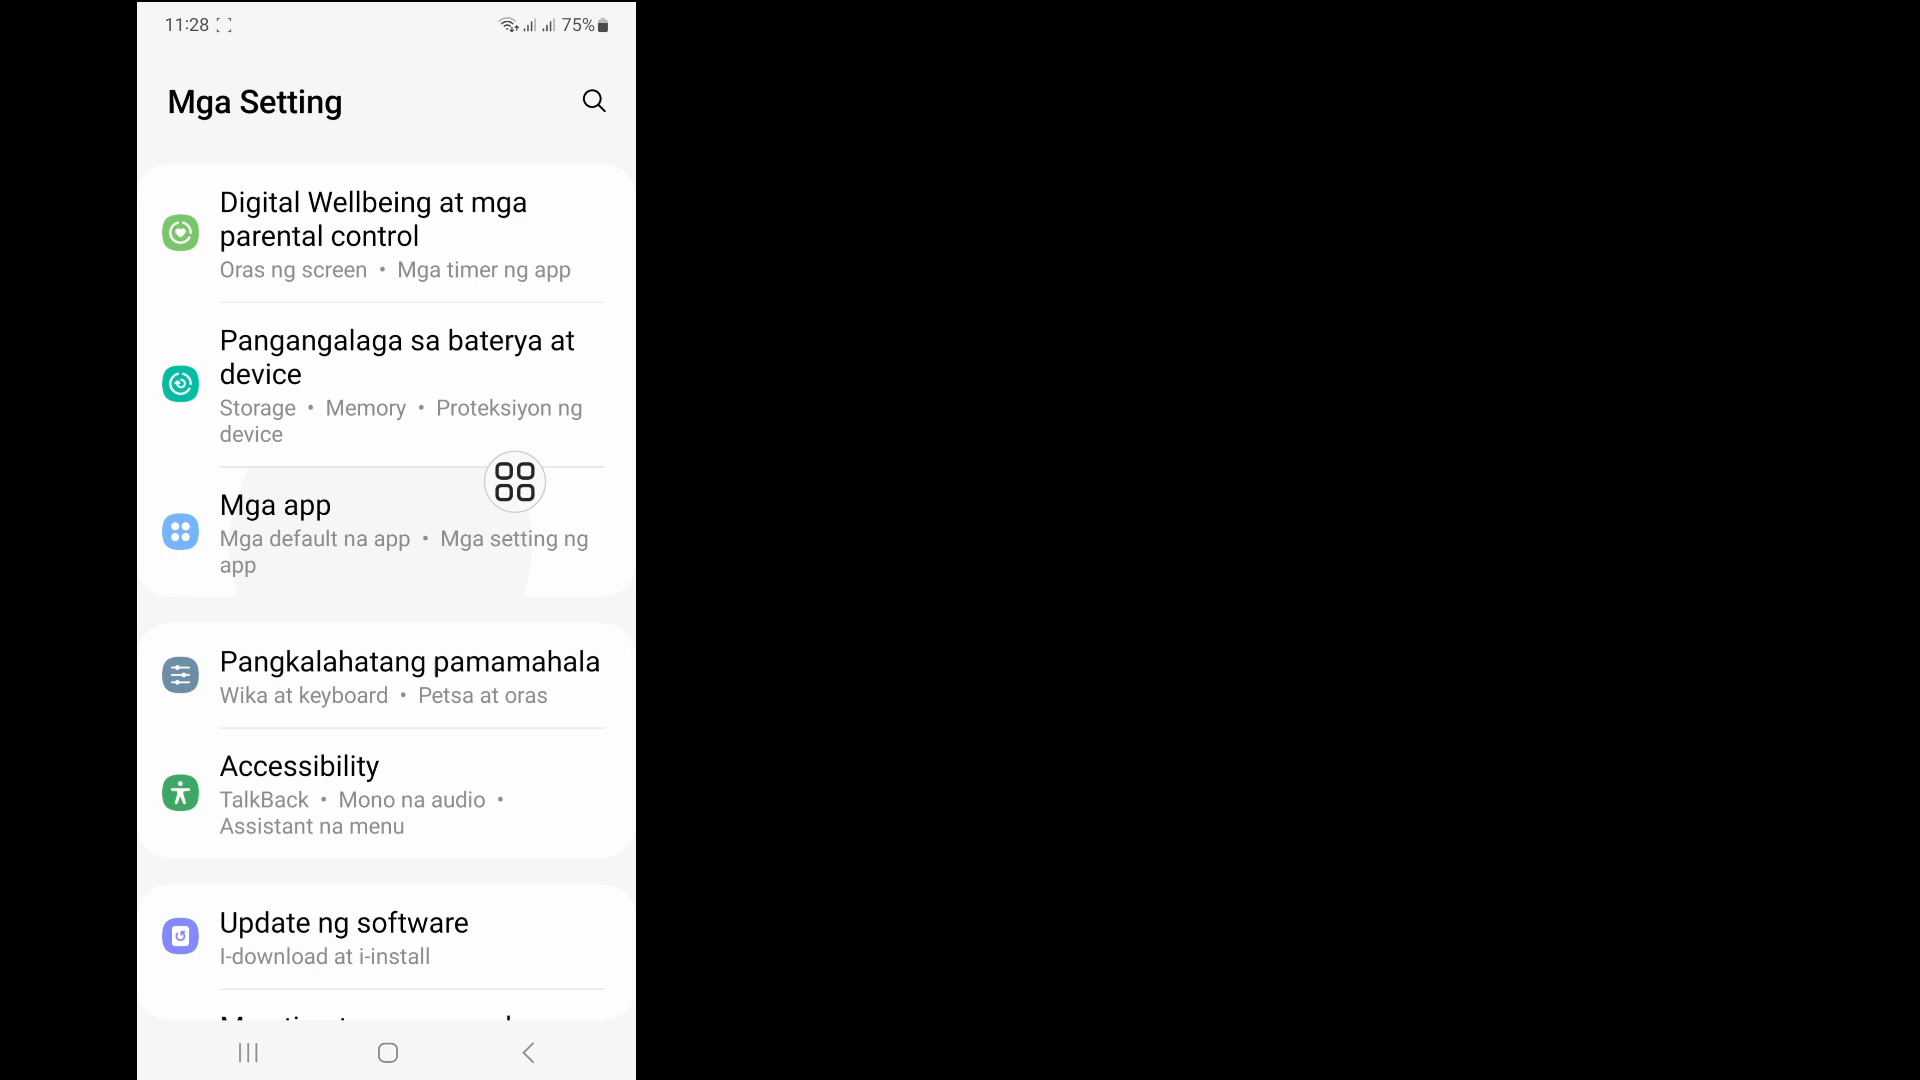 11:28
75%
Mga Setting
Digital Wellbeing at mga
parental control
Oras ng screen • Mga timer ng app
Pangangalaga sa baterya at
device
Storage • Memory • Proteksiyon ng
device
Mga app
Mga default na app • Mga setting ng
app
Pangkalahatang pamamahala
Wika at keyboard • Petsa at oras
Accessibility
TalkBack • Mono na audio •
Assistant na menu
Update ng software
I-download at i-install